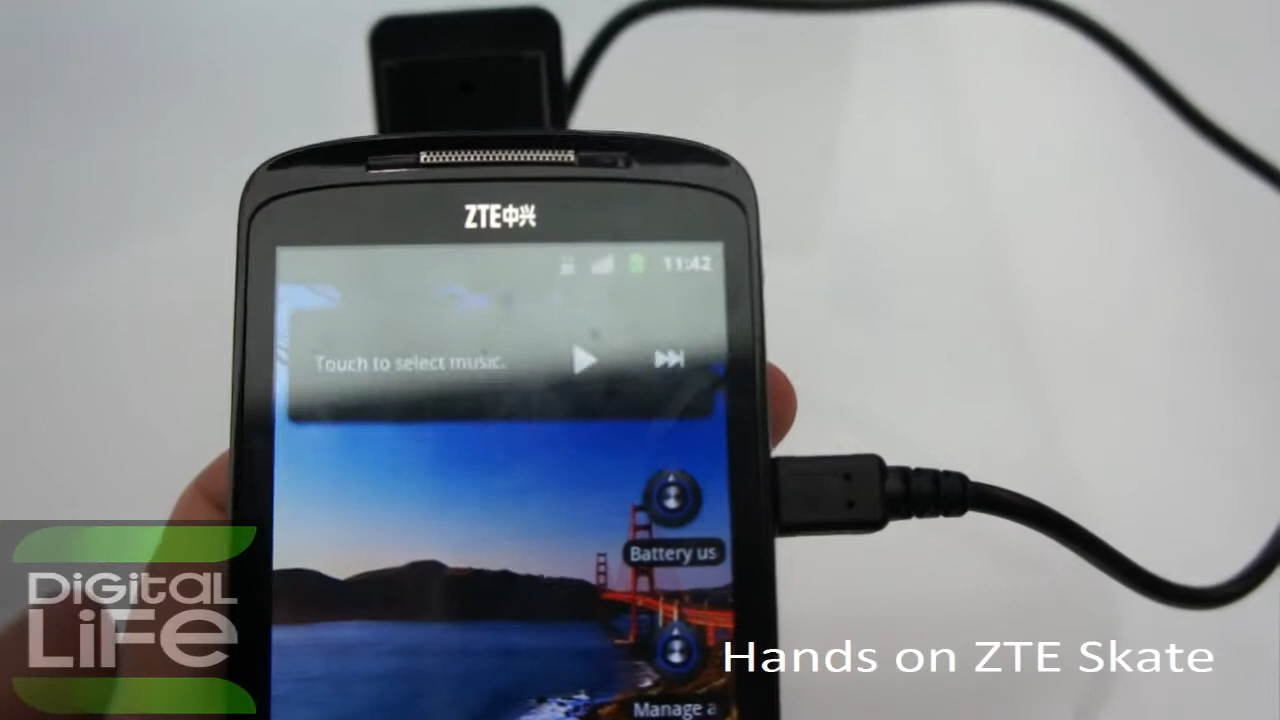 ZTE中兴
11:42
Touch to select music.
Battery us
Manage a
DiGitaL
LiFe
Hands on ZTE Skate